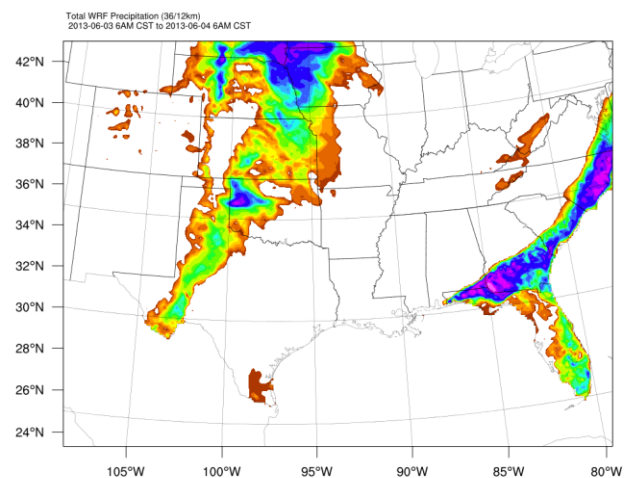 Total WRF Precipitation (36/12km)
2013-06-03 6AM CST to 2013-06-04 6AM CST
42°N
40°N
38°N
36°N
34°N
32°N
30°N
28°N
26°N
24°N
105°W 100°W 95°W 90°W 85°W 80°W